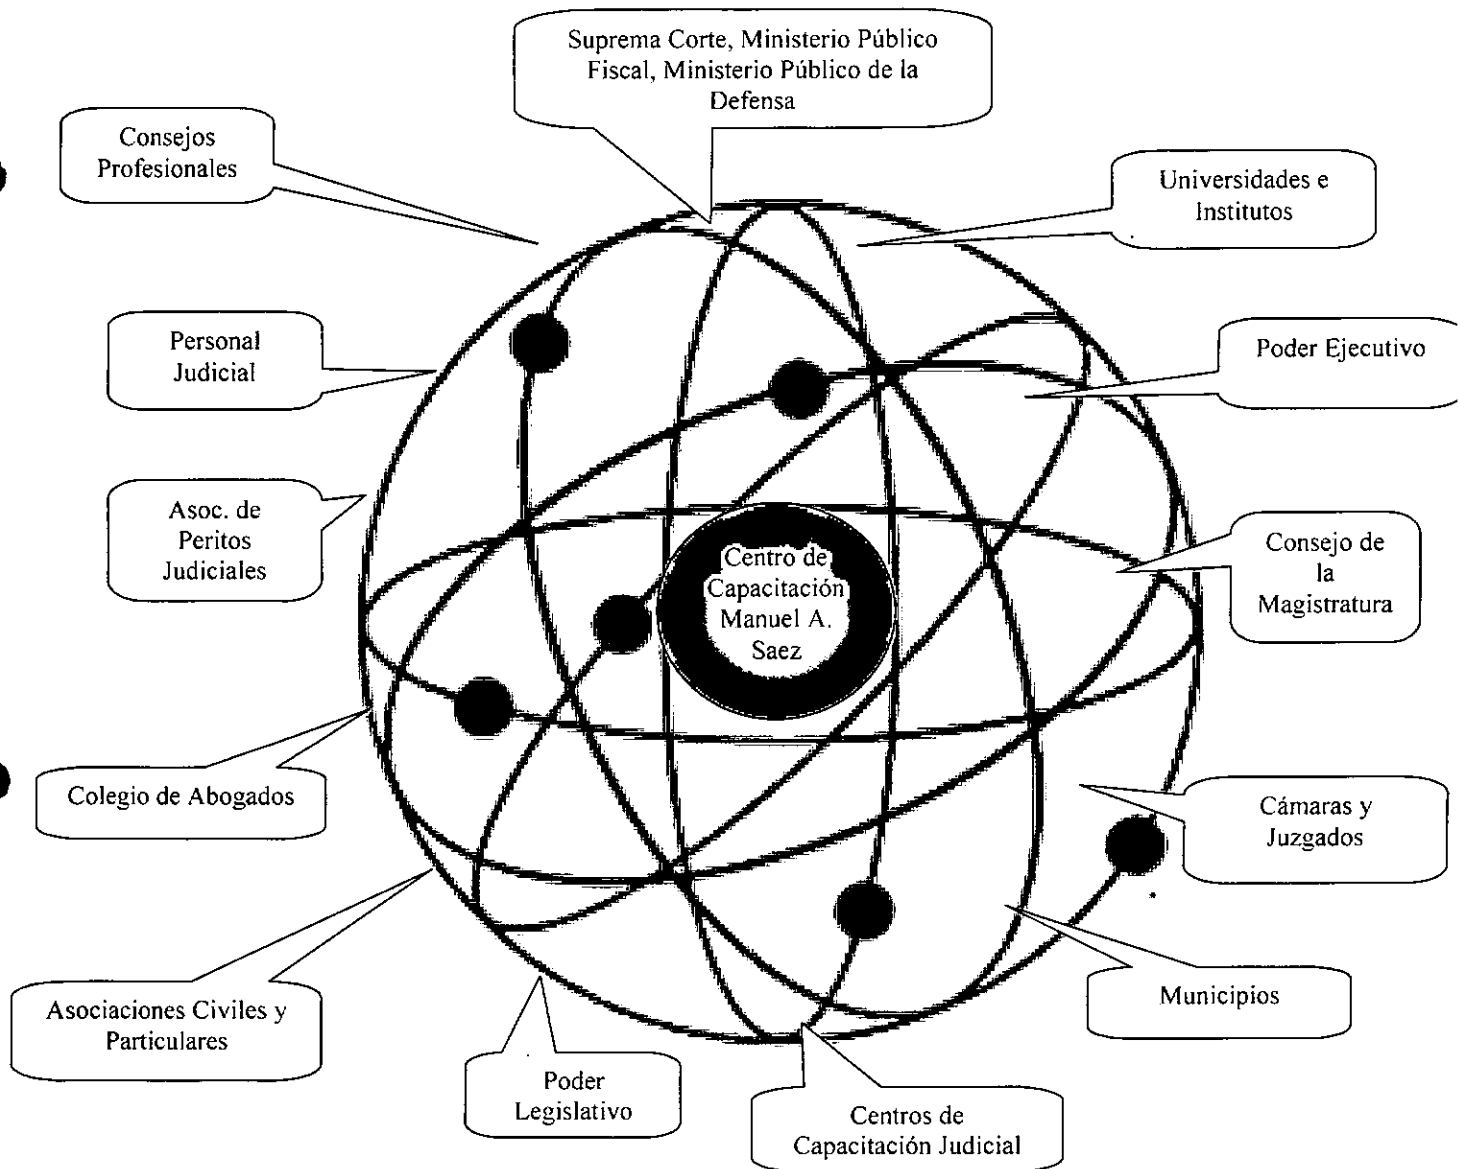 Suprema Corte, Ministerio Público
Fiscal, Ministerio Público de la
Defensa
Consejos
Profesionales
Universidades e
Institutos
Personal
Judicial
Poder Ejecutivo
Asoc. de
Peritos
Judiciales
Centro de
Capacitación
Manuel A.
Saez
Consejo de
la
Magistratura
Colegio de Abogados
Cámaras y
Juzgados
Asociaciones Civiles y
Particulares
Municipios
Poder
Legislativo
Centros de
Capacitación Judicial